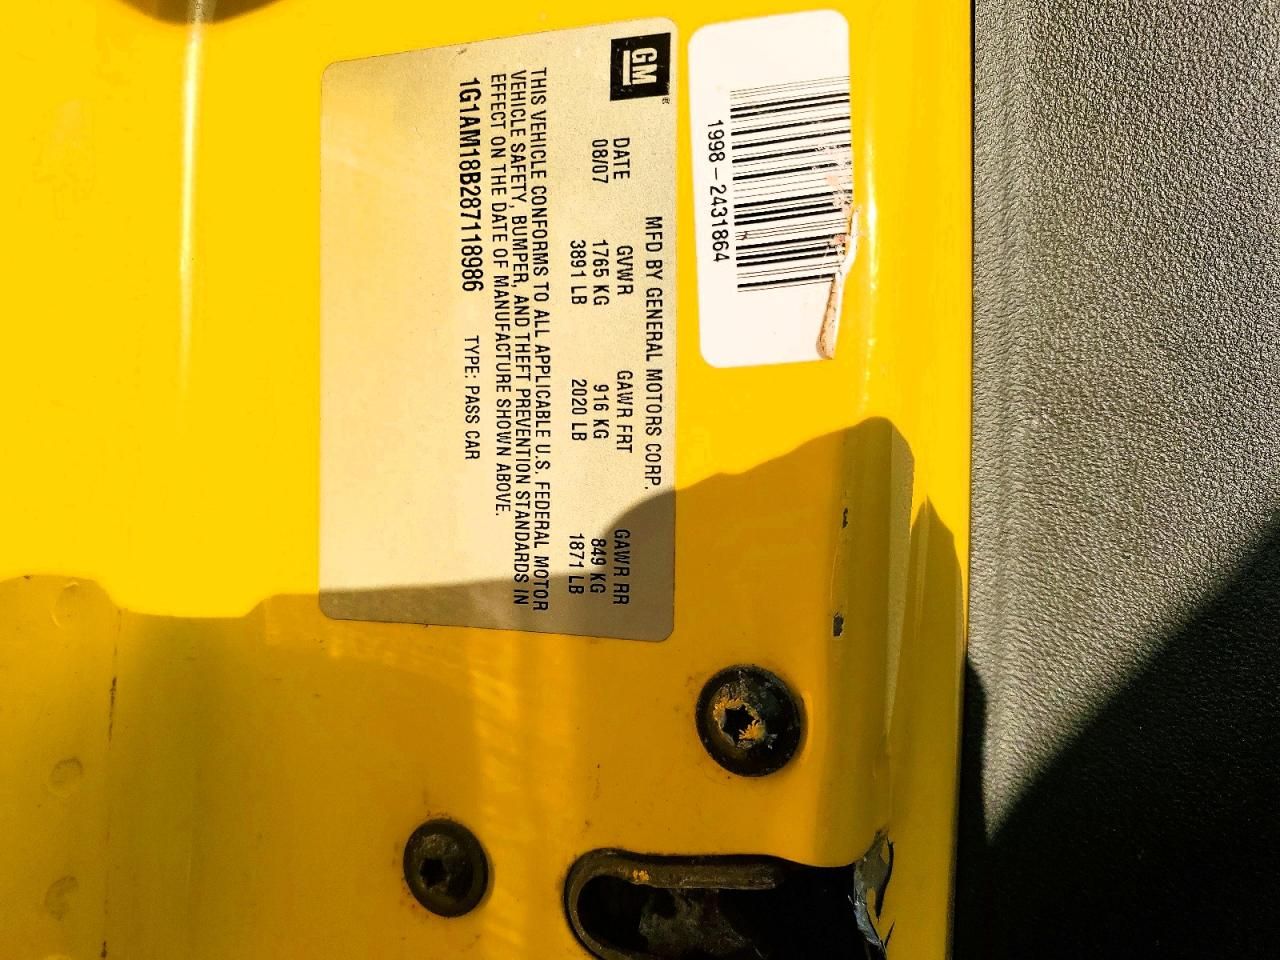 1998-2431864
GM
MFD BY GENERAL MOTORS CORP.
DATE GVWR GAWR FRT GAWR RR
08/07 1765 KG 916 KG 849 KG
3891 LB 2020 LB 1871 LB
THIS VEHICLE CONFORMS TO ALL APPLICABLE U.S. FEDERAL MOTOR
VEHICLE SAFETY, BUMPER, AND THEFT PREVENTION STANDARDS IN
EFFECT ON THE DATE OF MANUFACTURE SHOWN ABOVE.
1G1AM18B287118986 TYPE: PASS CAR